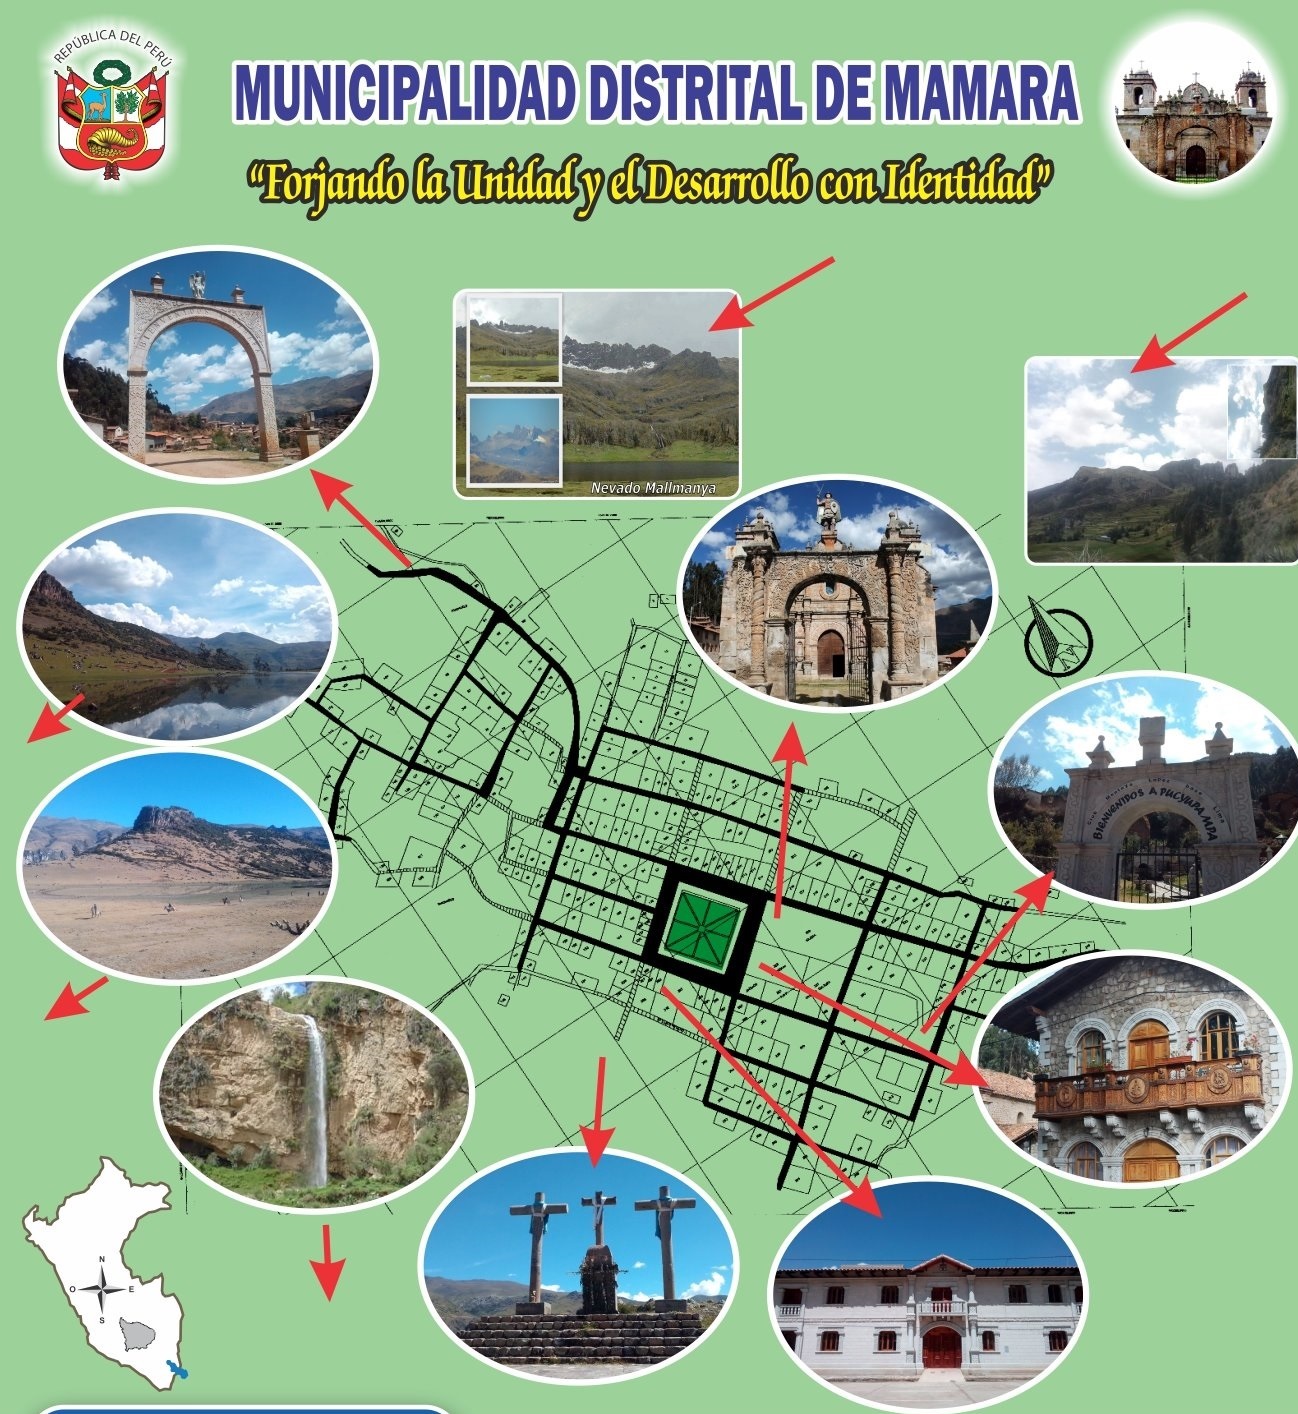 REPÚBLICA DEL PERÚ
MUNICIPALIDAD DISTRITAL DE MAMARA
“Forjando la Unidad y el Desarrollo con Identidad”
Nevado Mallmanya
BIENVENIDOS A PUCYUPAMPA
N
O
E
S